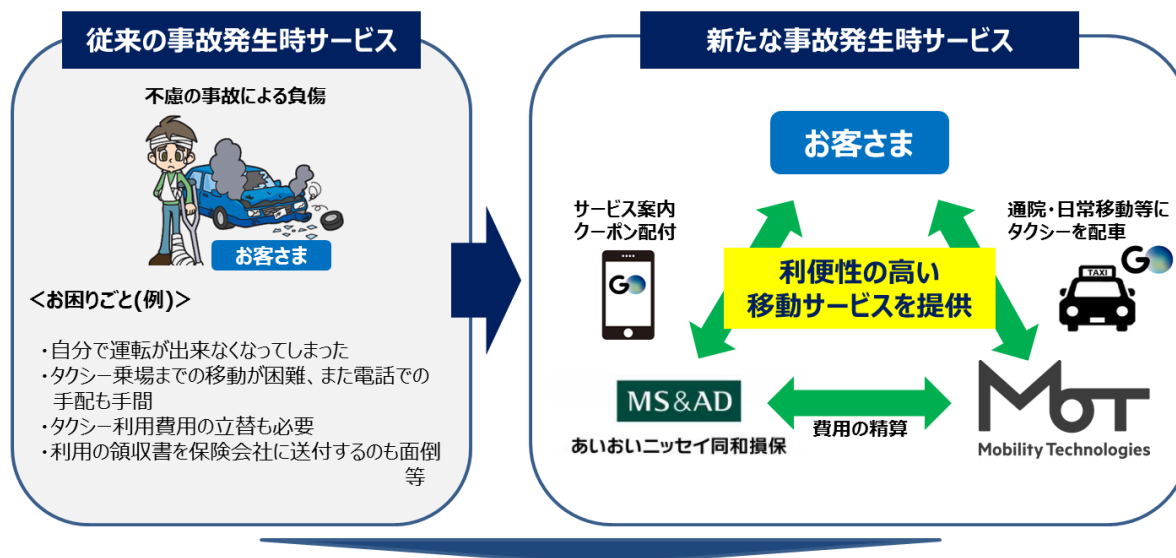 従来の事故発生時サービス
不慮の事故による負傷
お客さま
<お困りごと(例)>
・自分で運転が出来なくなってしまった
・タクシー乗場までの移動が困難、また電話での
手配も手間
・タクシー利用費用の立替も必要
・利用の領収書を保険会社に送付するのも面倒
等
新たな事故発生時サービス
お客さま
サービス案内
クーポン配付
GO
利便性の高い
移動サービスを提供
通院・日常移動等に
タクシーを配車
GO
TAXI
MS&AD
あいおいニッセイ同和損保
費用の精算
MoT
Mobility Technologies